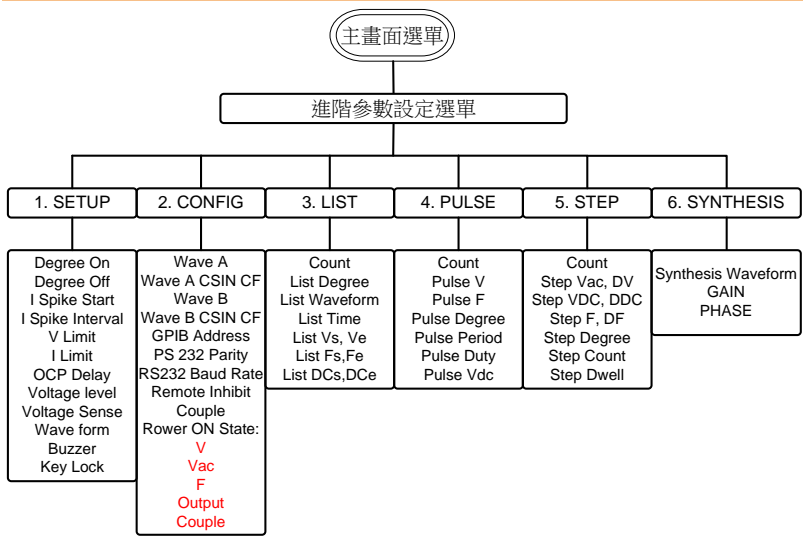 主畫面選單
進階參數設定選單
1. SETUP
2. CONFIG
3. LIST
4. PULSE
5. STEP
6. SYNTHESIS
Degree On
Degree Off
I Spike Start
I Spike Interval
V Limit
I Limit
OCP Delay
Voltage level
Voltage Sense
Wave form
Buzzer
Key Lock
Wave A
Wave A CSIN CF
Wave B
Wave B CSIN CF
GPIB Address
PS 232 Parity
RS232 Baud Rate
Remote Inhibit
Couple
Rower ON State:
V
Vac
F
Output
Couple
Count
List Degree
List Waveform
List Time
List Vs, Ve
List Fs,Fe
List DCs,DCe
Count
Pulse V
Pulse F
Pulse Degree
Pulse Period
Pulse Duty
Pulse Vdc
Count
Step Vac, DV
Step VDC, DDC
Step F, DF
Step Degree
Step Count
Step Dwell
Synthesis Waveform
GAIN
PHASE